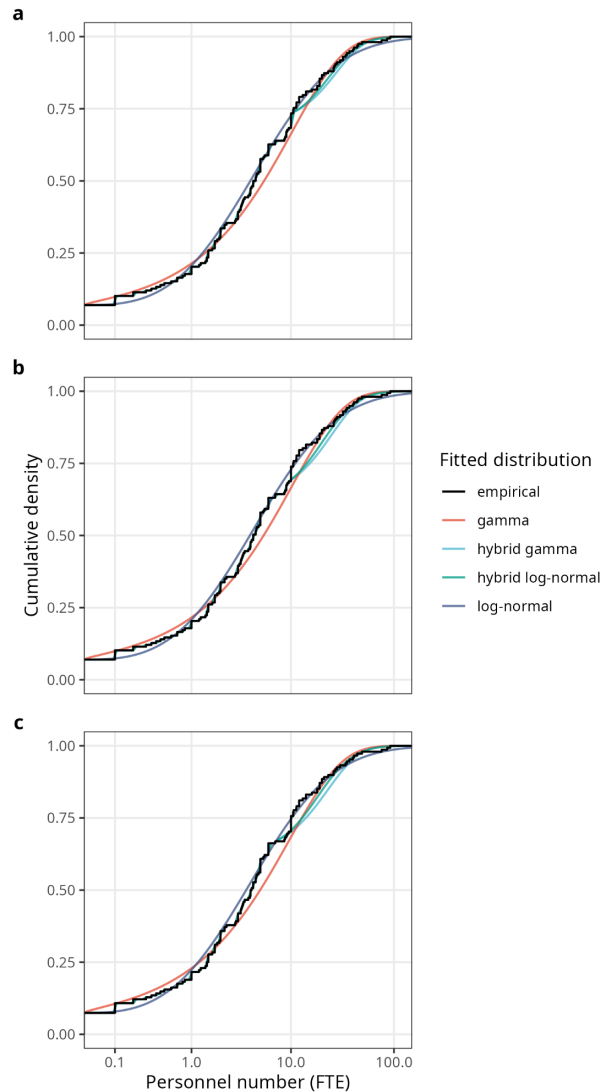 a
1.00
0.75
0.50
0.25
0.00
b
1.00
0.75
0.50
0.25
0.00
Cumulative density
Fitted distribution
empirical
gamma
hybrid gamma
hybrid log-normal
log-normal
c
1.00
0.75
0.50
0.25
0.00
0.1 1.0 10.0 100.0
Personnel number (FTE)